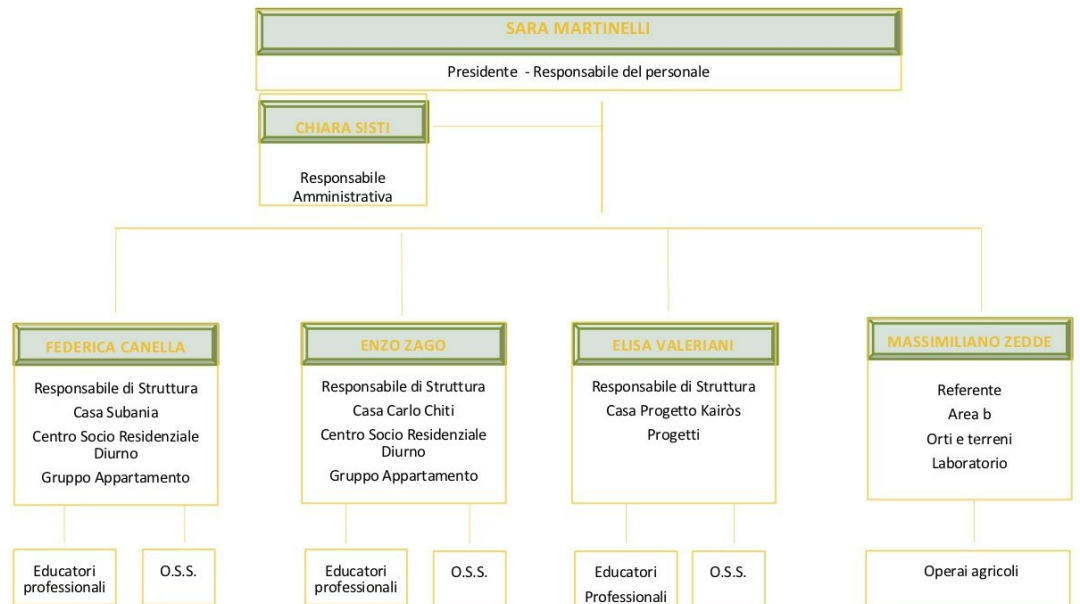 SARA MARTINELLI
Presidente - Responsabile del personale
CHIARA SISTI
Responsabile
Amministrativa
FEDERICA CANELLA
Responsabile di Struttura
Casa Subania
Centro Socio Residenziale
Diurno
Gruppo Appartamento
ENZO ZAGO
Responsabile di Struttura
Casa Carlo Chiti
Centro Socio Residenziale
Diurno
Gruppo Appartamento
ELISA VALERIANI
Responsabile di Struttura
Casa Progetto Kairòs
Progetti
MASSIMILIANO ZEDDE
Referente
Area b
Orti e terreni
Laboratorio
Educatori
professionali
O.S.S.
Educatori
professionali
O.S.S.
Educatori
Professionali
O.S.S.
Operai agricoli